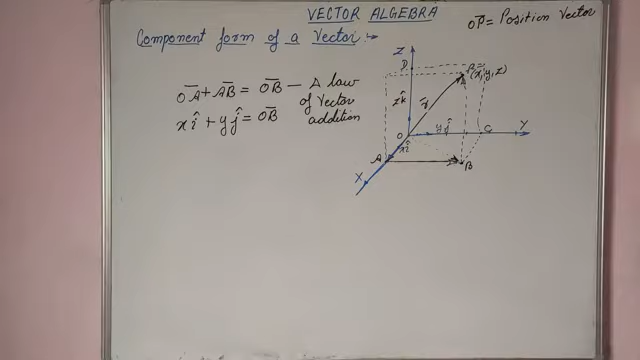 VECTOR ALGEBRA
OP̅ = Position Vector
Component form of a Vector :-
OA̅ + AB̅ = OB̅ — Δ law
of Vector
addition
xî + yĵ = OB̅
Z
D
P(x, y, z)
zk̂
r̅
O
yĵ
C
Y
xî
A
B
X